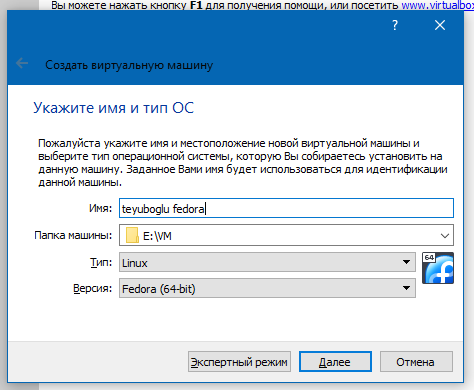 Вы можете нажать кнопку F1 для получения помощи, или посетить www.virtualbox
Создать виртуальную машину
Укажите имя и тип ОС
Пожалуйста укажите имя и местоположение новой виртуальной машины и
выберите тип операционной системы, которую Вы собираетесь установить на
данную машину. Заданное Вами имя будет использоваться для идентификации
данной машины.
Имя: teyuboglu fedora
Папка машины: E:\VM
Тип: Linux
64
Версия: Fedora (64-bit)
Экспертный режим Далее Отмена